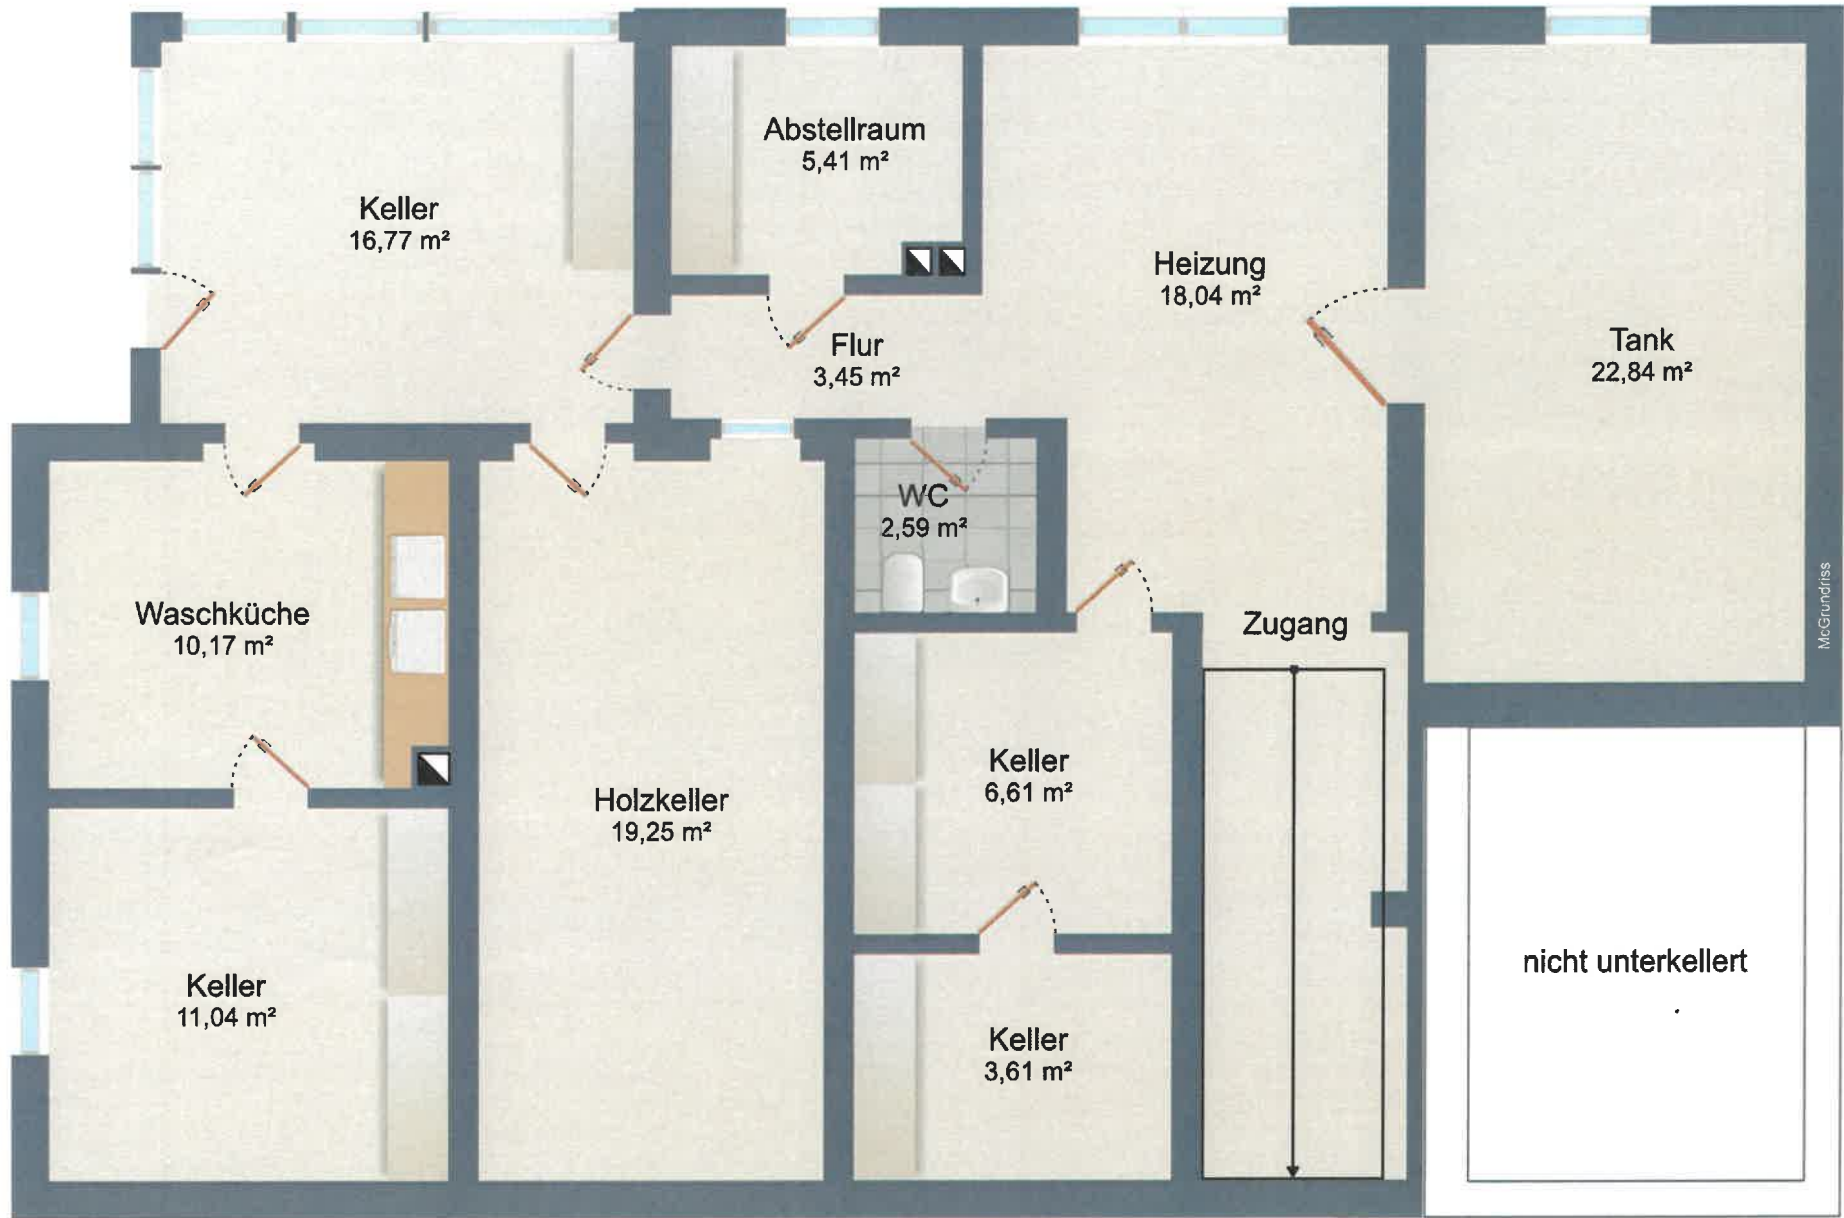 Abstellraum
5,41 m²
Keller
16,77 m²
Heizung
18,04 m²
Flur
3,45 m²
Tank
22,84 m²
WC
2,59 m²
Waschküche
10,17 m²
Zugang
McGrundriss
Keller
6,61 m²
Holzkeller
19,25 m²
nicht unterkellert
Keller
11,04 m²
Keller
3,61 m²